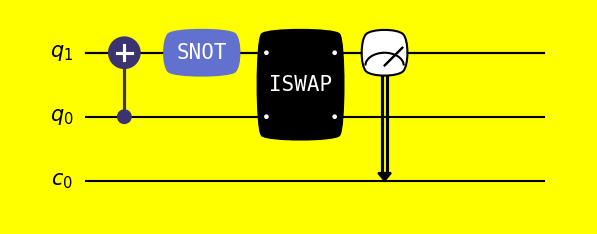 q₁ SNOT
ISWAP
q₀
c₀